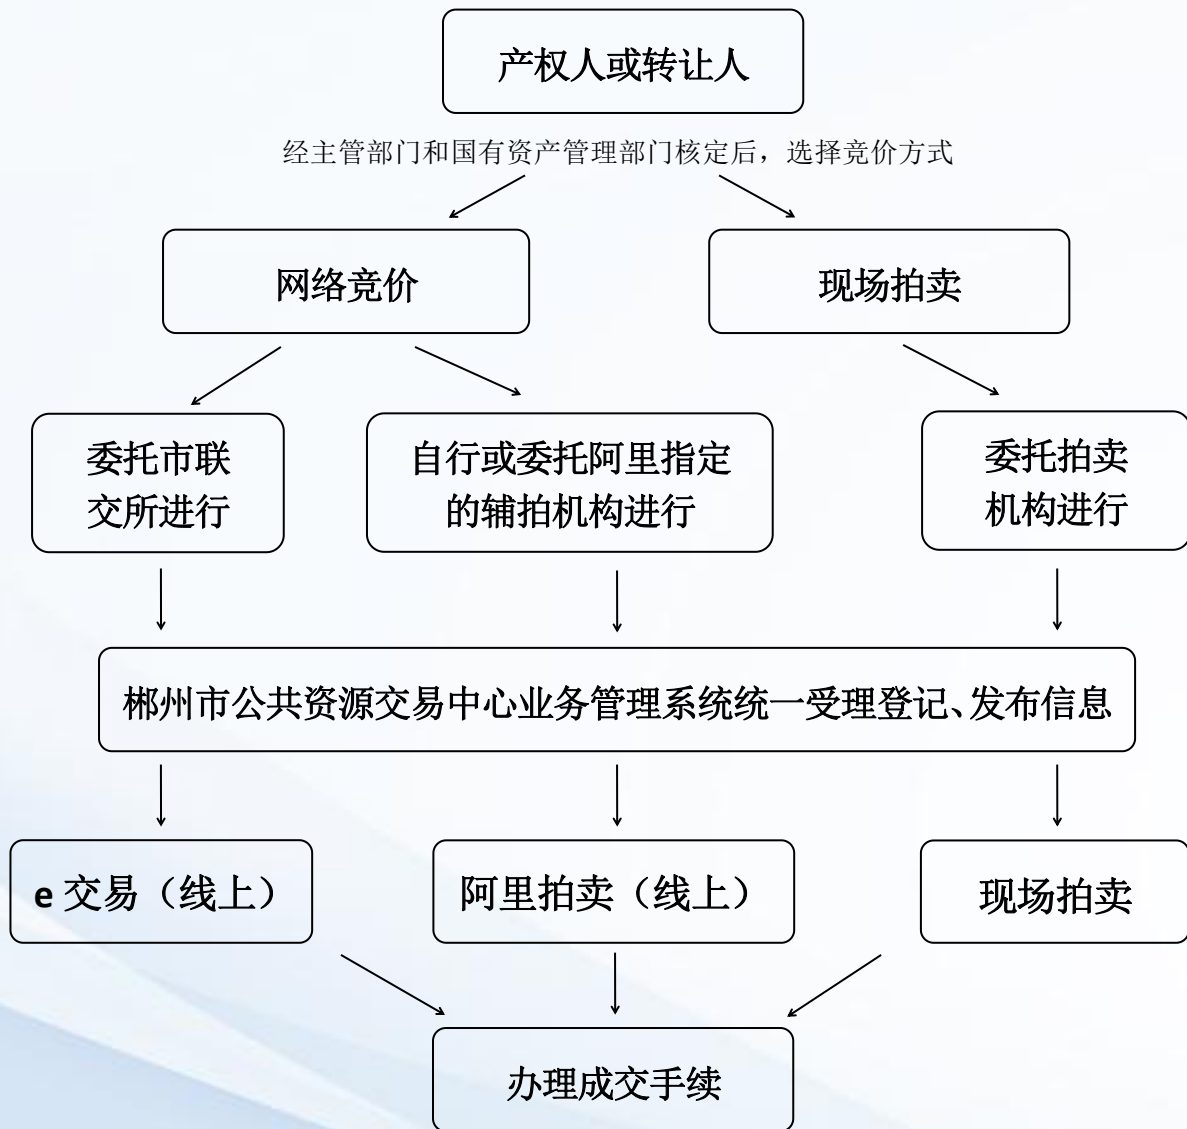 产权人或转让人
经主管部门和国有资产管理部门核定后，选择竞价方式
网络竞价
现场拍卖
委托市联
交所进行
自行或委托阿里指定
的辅拍机构进行
委托拍卖
机构进行
郴州市公共资源交易中心业务管理系统统一受理登记、发布信息
e 交易（线上）
阿里拍卖（线上）
现场拍卖
办理成交手续